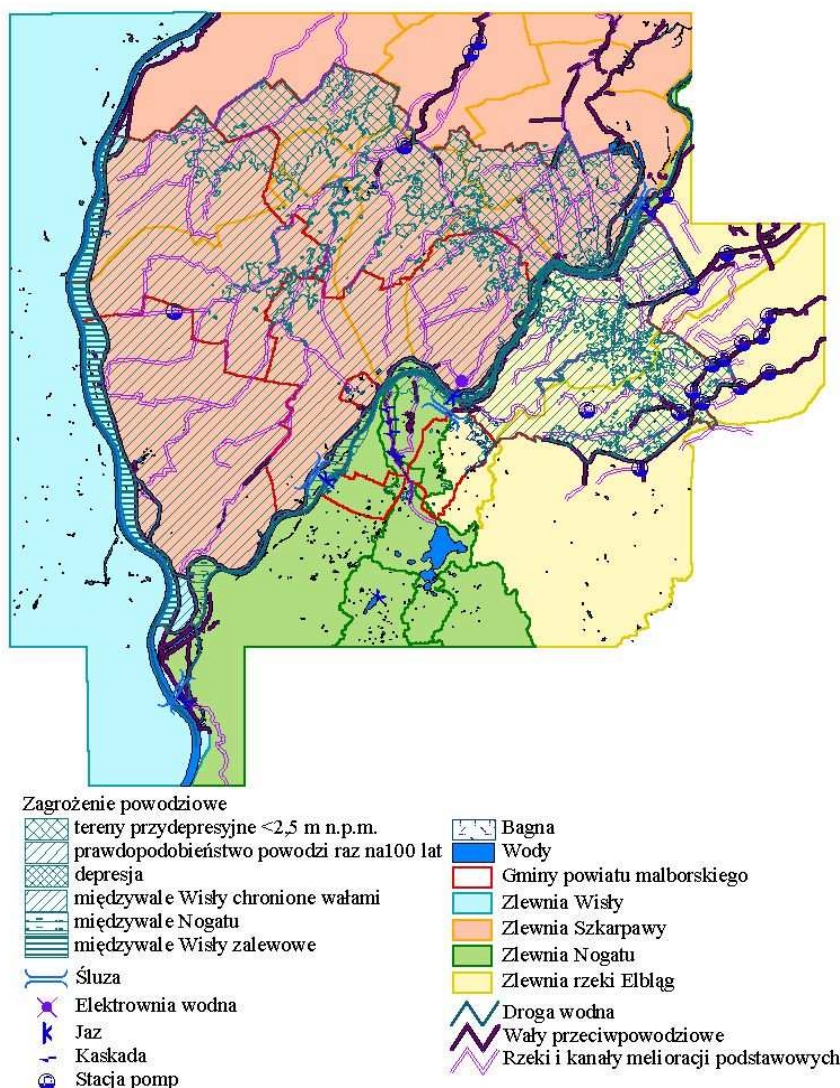 Zagrożenie powodziowe
tereny przydepresyjne <2,5 m n.p.m.
prawdopodobieństwo powodzi raz na100 lat
depresja
międzywale Wisły chronione wałami
międzywale Nogatu
międzywale Wisły zalewowe
Śluza
Elektrownia wodna
Jaz
Kaskada
Stacja pomp
Bagna
Wody
Gminy powiatu malborskiego
Zlewnia Wisły
Zlewnia Szkarpawy
Zlewnia Nogatu
Zlewnia rzeki Elbląg
Droga wodna
Wały przeciwpowodziowe
Rzeki i kanały melioracji podstawowych